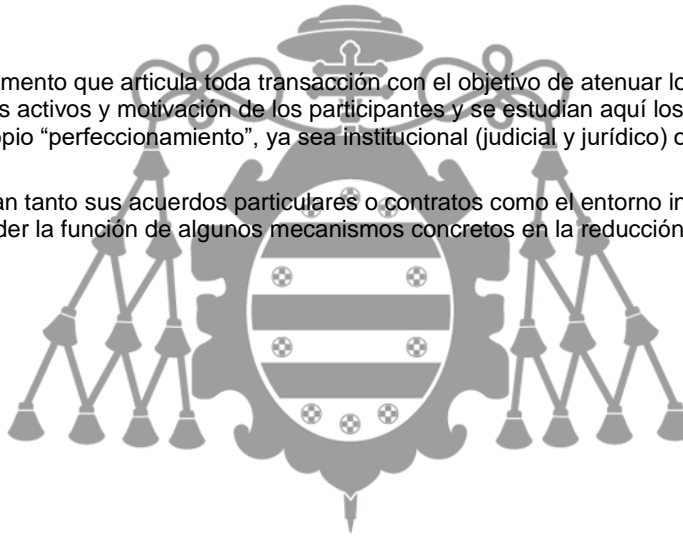 mento que articula toda transacción con el objetivo de atenuar lo
s activos y motivación de los participantes y se estudian aquí los
pio “perfeccionamiento”, ya sea institucional (judicial y jurídico) o
an tanto sus acuerdos particulares o contratos como el entorno in
der la función de algunos mecanismos concretos en la reducción